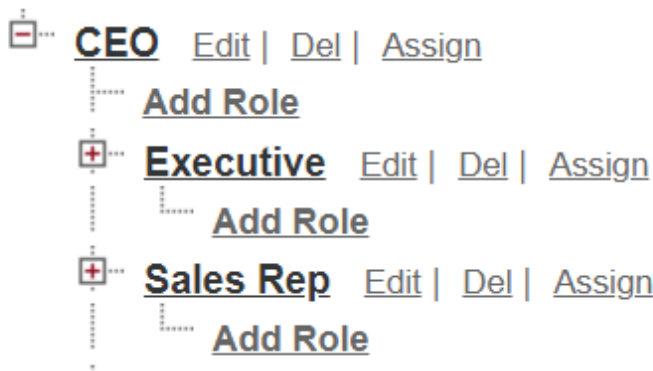 CEO Edit | Del | Assign
Add Role
Executive Edit | Del | Assign
Add Role
Sales Rep Edit | Del | Assign
Add Role